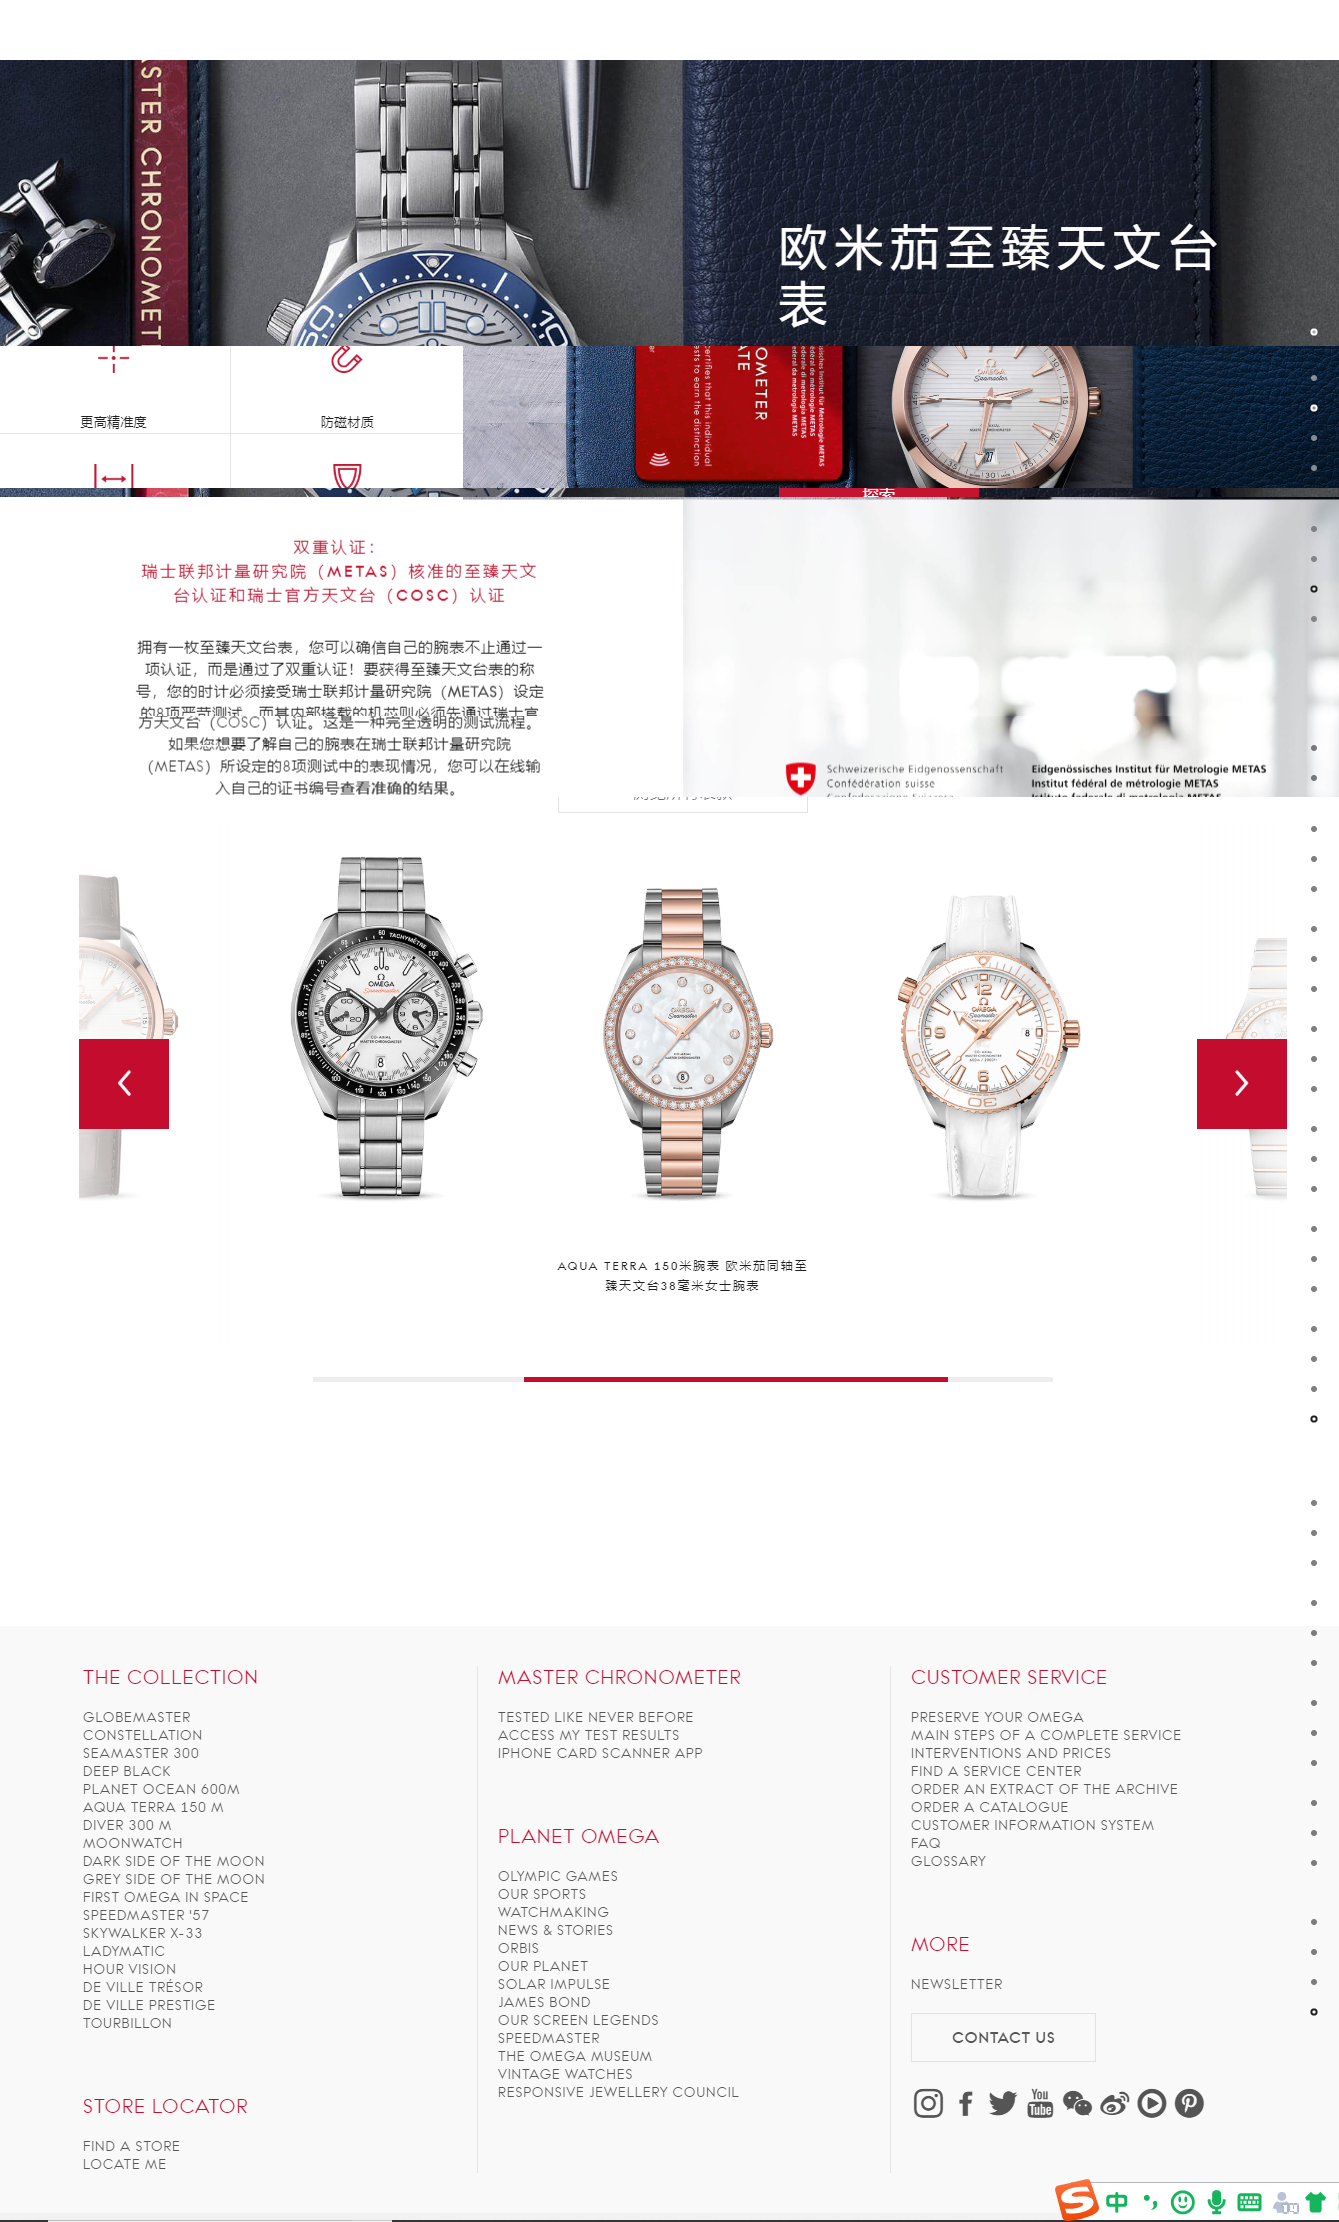 欧米茄至臻天文台
表
更高精准度
防磁材质
OMETER
OMEGA
Seamaster
探索
双重认证：
瑞士联邦计量研究院（METAS）核准的至臻天文
台认证和瑞士官方天文台（COSC）认证
拥有一枚至臻天文台表，您可以确信自己的腕表不止通过一
项认证，而是通过了双重认证！要获得至臻天文台表的称
号，您的时计必须接受瑞士联邦计量研究院（METAS）设定
的8项严苛测试，而其内部搭载的机芯则必须先通过瑞士官
方天文台（COSC）认证。这是一种完全透明的测试流程。
如果您想要了解自己的腕表在瑞士联邦计量研究院
（METAS）所设定的8项测试中的表现情况，您可以在线输
入自己的证书编号查看准确的结果。
Schweizerische Eidgenossenschaft
Confédération suisse
Confederazione Svizzera
Eidgenössisches Institut für Metrologie METAS
Institut fédéral de métrologie METAS
Istituto federale di metrologia METAS
AQUA TERRA 150米腕表 欧米茄同轴至
臻天文台38毫米女士腕表
THE COLLECTION
GLOBEMASTER
CONSTELLATION
SEAMASTER 300
DEEP BLACK
PLANET OCEAN 600M
AQUA TERRA 150 M
DIVER 300 M
MOONWATCH
DARK SIDE OF THE MOON
GREY SIDE OF THE MOON
FIRST OMEGA IN SPACE
SPEEDMASTER '57
SKYWALKER X-33
LADYMATIC
HOUR VISION
DE VILLE TRÉSOR
DE VILLE PRESTIGE
TOURBILLON
STORE LOCATOR
FIND A STORE
LOCATE ME
MASTER CHRONOMETER
TESTED LIKE NEVER BEFORE
ACCESS MY TEST RESULTS
IPHONE CARD SCANNER APP
PLANET OMEGA
OLYMPIC GAMES
OUR SPORTS
WATCHMAKING
NEWS & STORIES
ORBIS
OUR PLANET
SOLAR IMPULSE
JAMES BOND
OUR SCREEN LEGENDS
SPEEDMASTER
THE OMEGA MUSEUM
VINTAGE WATCHES
RESPONSIVE JEWELLERY COUNCIL
CUSTOMER SERVICE
PRESERVE YOUR OMEGA
MAIN STEPS OF A COMPLETE SERVICE
INTERVENTIONS AND PRICES
FIND A SERVICE CENTER
ORDER AN EXTRACT OF THE ARCHIVE
ORDER A CATALOGUE
CUSTOMER INFORMATION SYSTEM
FAQ
GLOSSARY
MORE
NEWSLETTER
CONTACT US
You
Tube
中